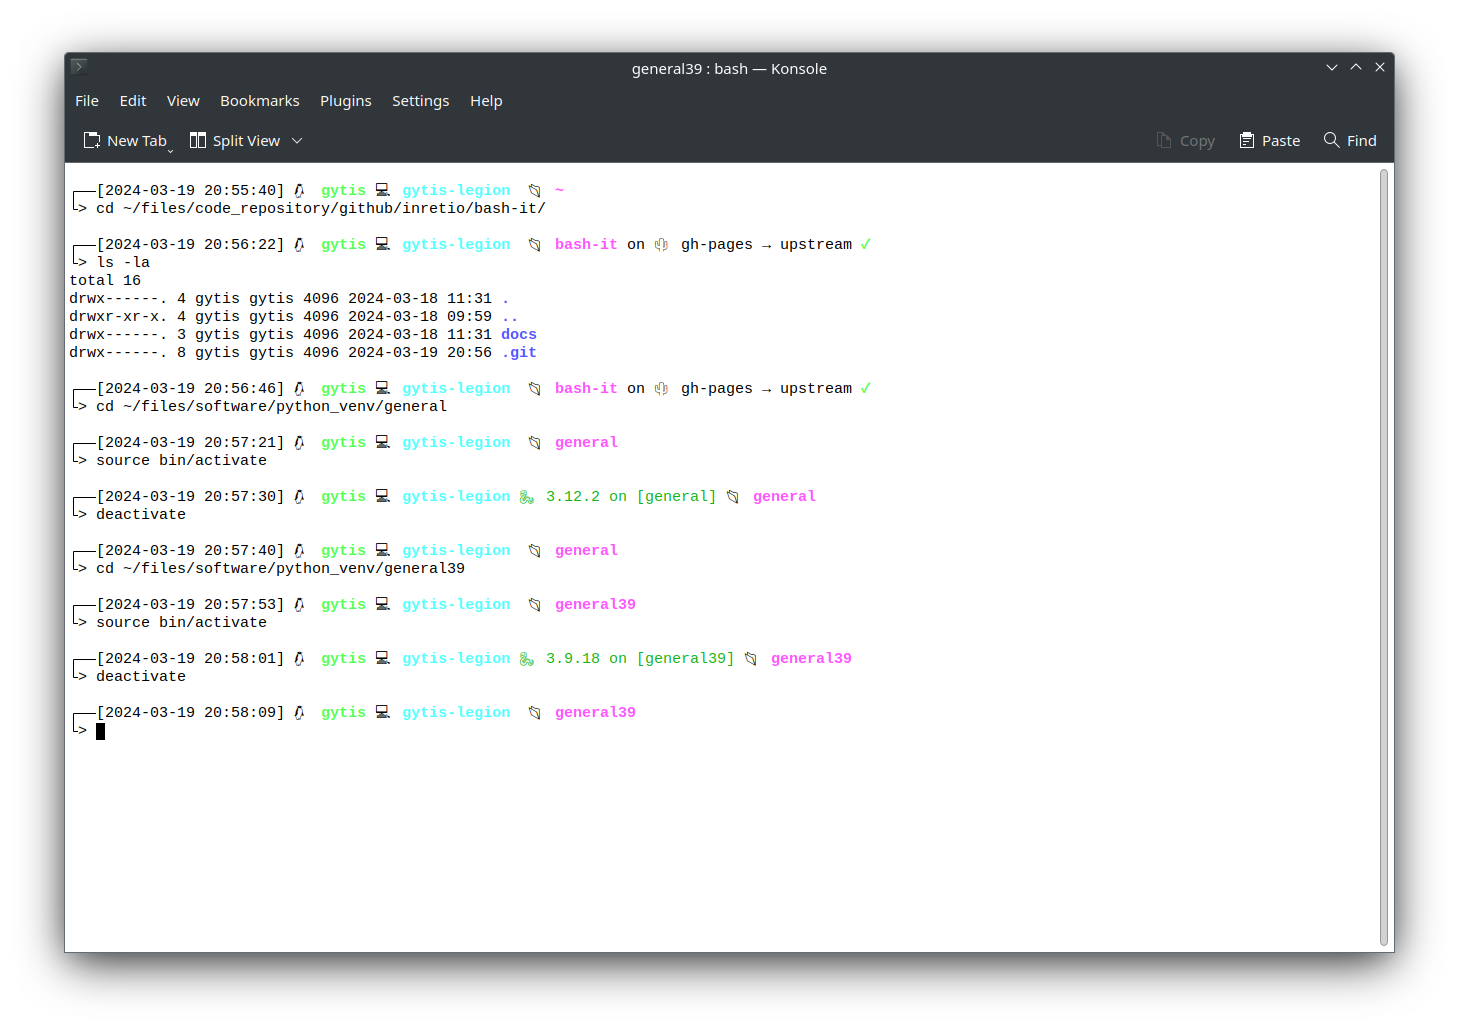 general39 : bash — Konsole
File Edit View Bookmarks Plugins Settings Help
New Tab Split View Copy Paste Find
┌──[2024-03-19 20:55:40] 🐧 gytis 💻 gytis-legion 📁 ~
└> cd ~/files/code_repository/github/inretio/bash-it/
┌──[2024-03-19 20:56:22] 🐧 gytis 💻 gytis-legion 📁 bash-it on 🌵 gh-pages → upstream ✓
└> ls -la
total 16
drwx------. 4 gytis gytis 4096 2024-03-18 11:31 .
drwxr-xr-x. 4 gytis gytis 4096 2024-03-18 09:59 ..
drwx------. 3 gytis gytis 4096 2024-03-18 11:31 docs
drwx------. 8 gytis gytis 4096 2024-03-19 20:56 .git
┌──[2024-03-19 20:56:46] 🐧 gytis 💻 gytis-legion 📁 bash-it on 🌵 gh-pages → upstream ✓
└> cd ~/files/software/python_venv/general
┌──[2024-03-19 20:57:21] 🐧 gytis 💻 gytis-legion 📁 general
└> source bin/activate
┌──[2024-03-19 20:57:30] 🐧 gytis 💻 gytis-legion 🐍 3.12.2 on [general] 📁 general
└> deactivate
┌──[2024-03-19 20:57:40] 🐧 gytis 💻 gytis-legion 📁 general
└> cd ~/files/software/python_venv/general39
┌──[2024-03-19 20:57:53] 🐧 gytis 💻 gytis-legion 📁 general39
└> source bin/activate
┌──[2024-03-19 20:58:01] 🐧 gytis 💻 gytis-legion 🐍 3.9.18 on [general39] 📁 general39
└> deactivate
┌──[2024-03-19 20:58:09] 🐧 gytis 💻 gytis-legion 📁 general39
└>